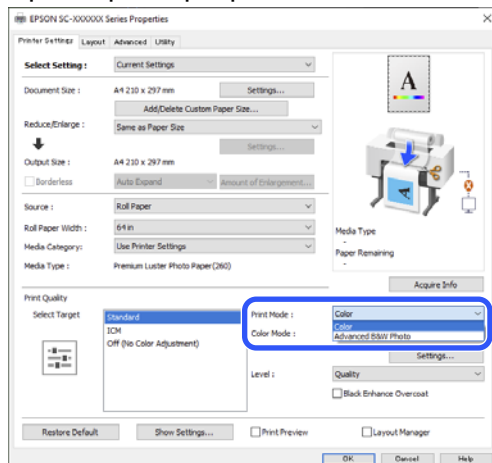 EPSON SC-XXXXXX Series Properties
Printer Settings Layout Advanced Utility
Select Setting : Current Settings
Document Size : A4 210 x 297 mm Settings...
Add/Delete Custom Paper Size...
Reduce/Enlarge : Same as Paper Size
Settings...
Output Size : A4 210 x 297 mm
Borderless Auto Expand Amount of Enlargement...
Source : Roll Paper
Roll Paper Width : 64 in
Media Category: Use Printer Settings
Media Type : Premium Luster Photo Paper(260)
A
Media Type
-
Paper Remaining
-
Acquire Info
Print Quality
Select Target
Standard
ICM
Off (No Color Adjustment)
Print Mode : Color
Color
Advanced B&W Photo
Color Mode :
Settings...
Level : Quality
Black Enhance Overcoat
Restore Default Show Settings... Print Preview Layout Manager
OK Cancel Help